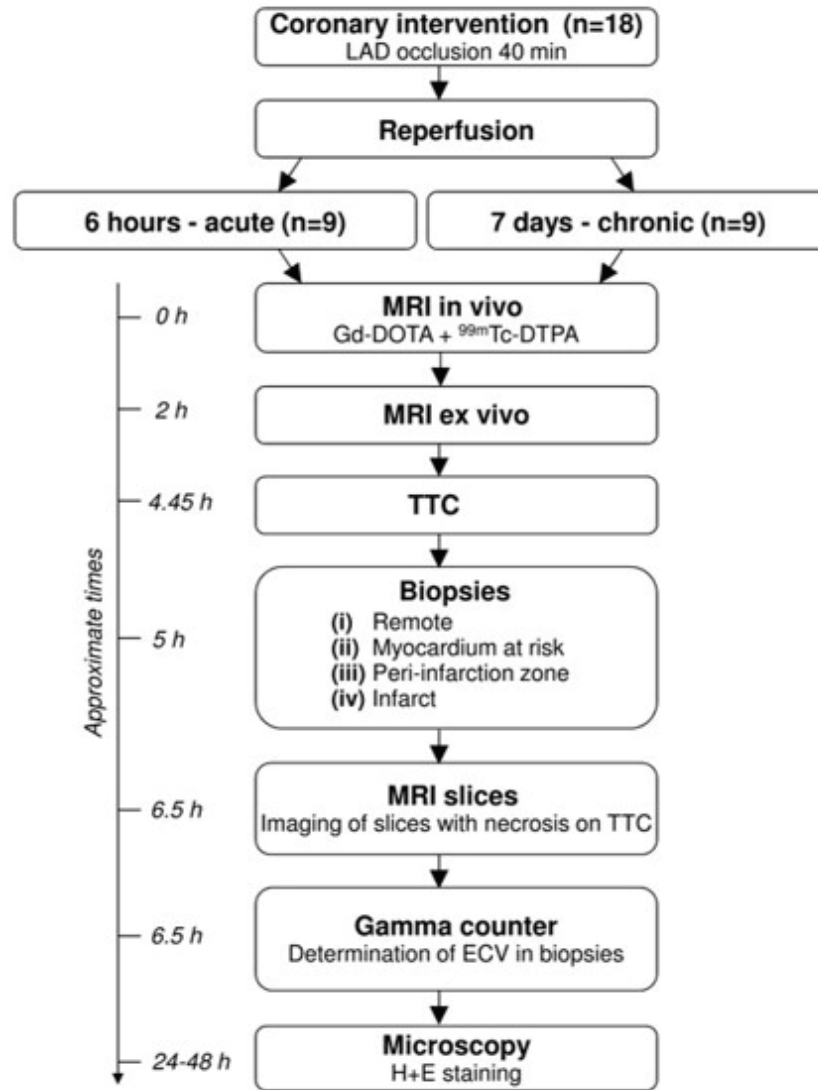 Coronary intervention (n=18)
LAD occlusion 40 min
Reperfusion
6 hours - acute (n=9)
7 days - chronic (n=9)
Approximate times
0 h
MRI in vivo
Gd-DOTA + ⁹⁹ᵐTc-DTPA
2 h
MRI ex vivo
4.45 h
TTC
5 h
Biopsies
(i) Remote
(ii) Myocardium at risk
(iii) Peri-infarction zone
(iv) Infarct
6.5 h
MRI slices
Imaging of slices with necrosis on TTC
6.5 h
Gamma counter
Determination of ECV in biopsies
24-48 h
Microscopy
H+E staining